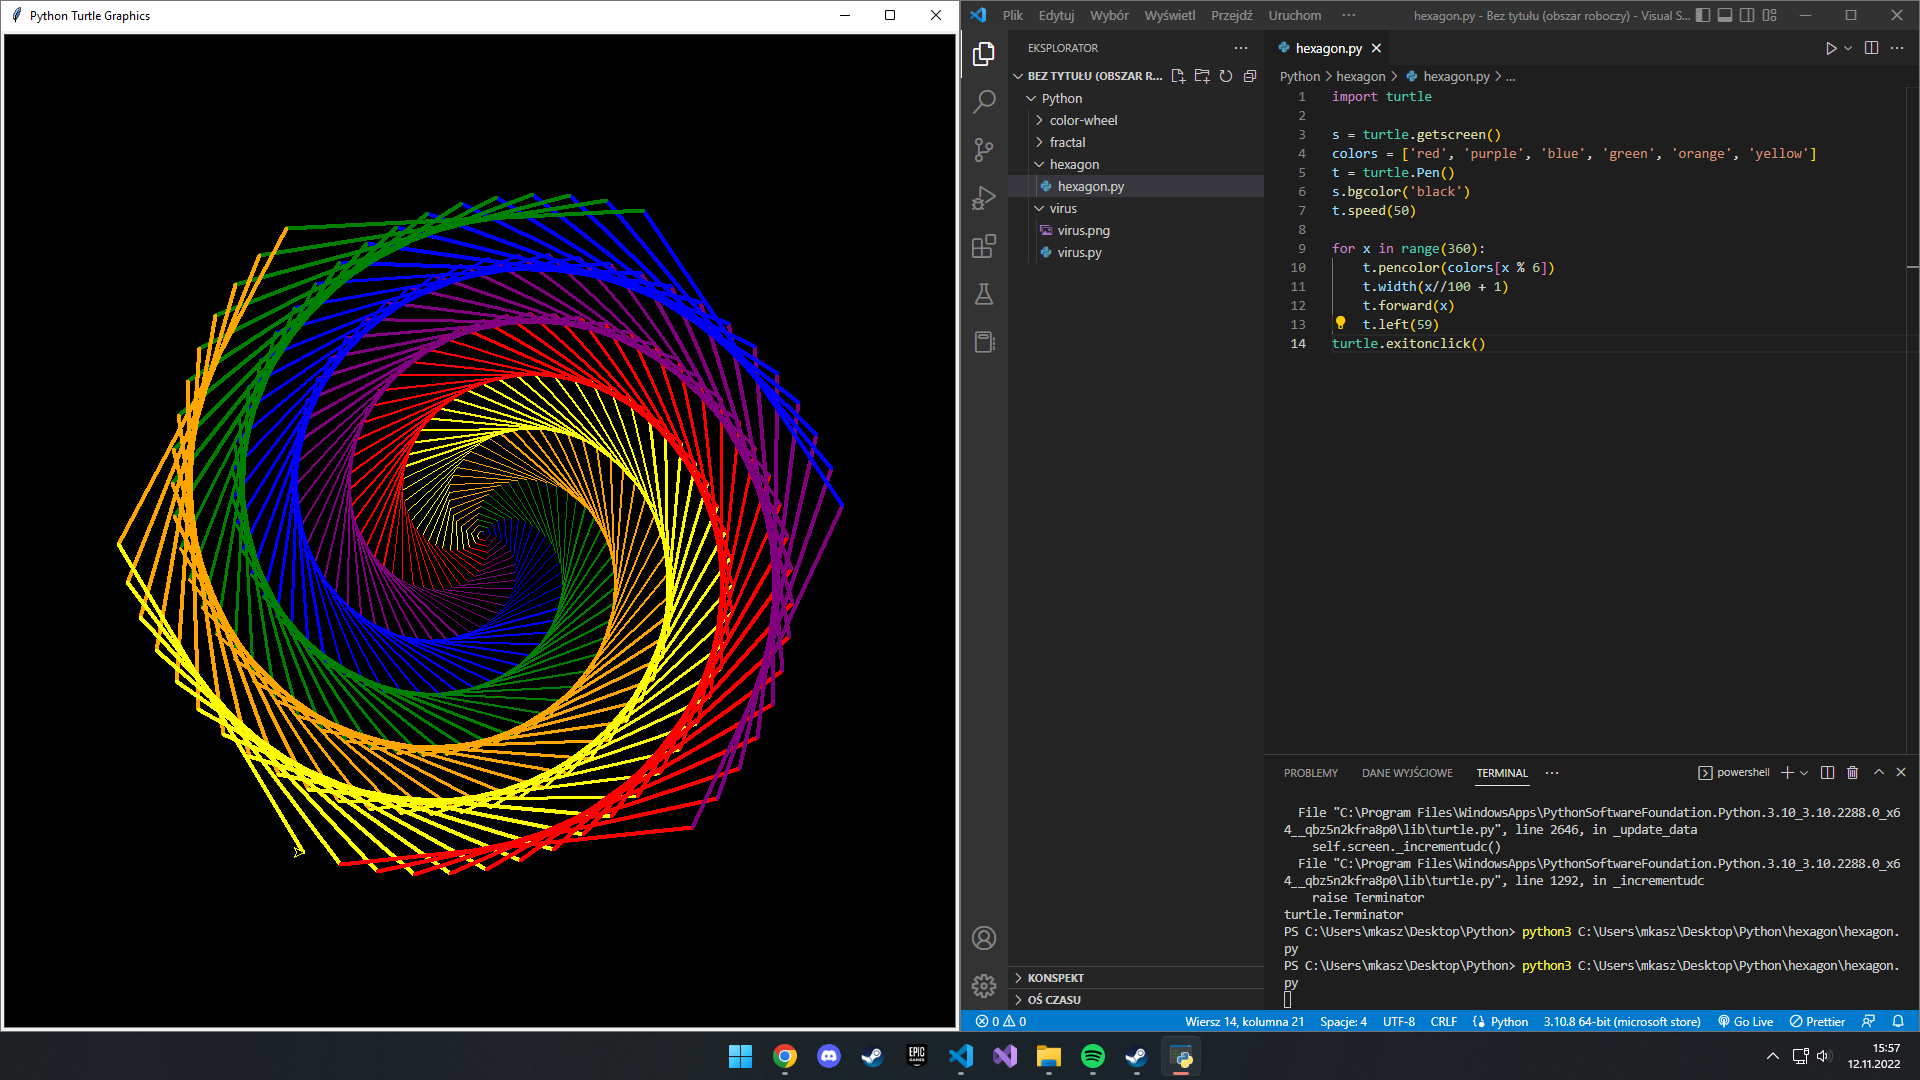 Python Turtle Graphics
Plik Edytuj Wybór Wyświetl Przejdź Uruchom ··· hexagon.py - Bez tytułu (obszar roboczy) - Visual S...
EKSPLORATOR ···
BEZ TYTUŁU (OBSZAR R...
Python
color-wheel
fractal
hexagon
hexagon.py
virus
virus.png
virus.py
KONSPEKT
OŚ CZASU
hexagon.py
Python > hexagon > hexagon.py > ...
1 import turtle
2
3 s = turtle.getscreen()
4 colors = ['red', 'purple', 'blue', 'green', 'orange', 'yellow']
5 t = turtle.Pen()
6 s.bgcolor('black')
7 t.speed(50)
8
9 for x in range(360):
10 t.pencolor(colors[x % 6])
11 t.width(x//100 + 1)
12 t.forward(x)
13 t.left(59)
14 turtle.exitonclick()
PROBLEMY DANE WYJŚCIOWE TERMINAL ··· powershell
File "C:\Program Files\WindowsApps\PythonSoftwareFoundation.Python.3.10_3.10.2288.0_x6
4__qbz5n2kfra8p0\lib\turtle.py", line 2646, in _update_data
self.screen._incrementudc()
File "C:\Program Files\WindowsApps\PythonSoftwareFoundation.Python.3.10_3.10.2288.0_x6
4__qbz5n2kfra8p0\lib\turtle.py", line 1292, in _incrementudc
raise Terminator
turtle.Terminator
PS C:\Users\mkasz\Desktop\Python> python3 C:\Users\mkasz\Desktop\Python\hexagon\hexagon.
py
PS C:\Users\mkasz\Desktop\Python> python3 C:\Users\mkasz\Desktop\Python\hexagon\hexagon.
py
0 0 Wiersz 14, kolumna 21 Spacje: 4 UTF-8 CRLF Python 3.10.8 64-bit (microsoft store) Go Live Prettier
EPIC GAMES
15:57
12.11.2022